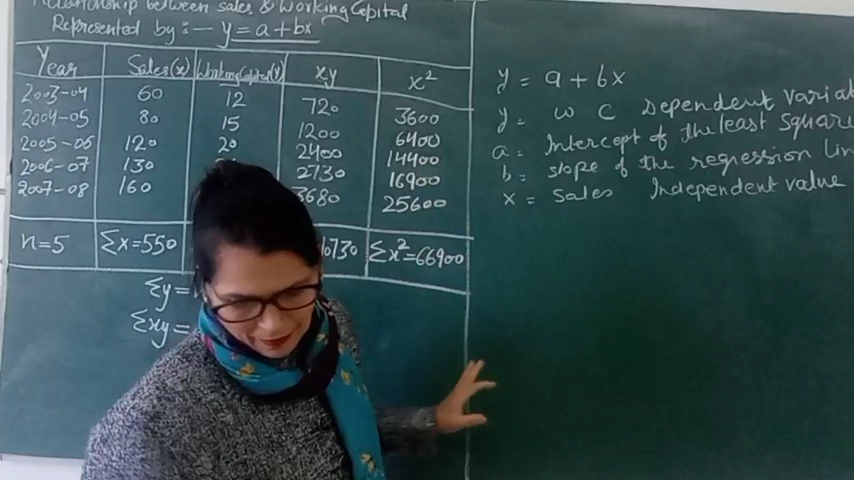 Relationship between sales & Working Capital
Represented by :- y = a + bx
Year Sales(x) Working Capital(y) xy x²
2003-04 60 12 720 3600
2004-05 80 15 1200 6400
2005-06 120 20 2400 14400
2006-07 130 2730 16900
2007-08 160 3680 25600
n=5 Σx=550 10730 Σx²=66900
Σy=
Σxy=
y = a + bx
y = W C Dependent Variab
a = Intercept of the least square
b = slope of the regression Lin
x = Sales Independent value